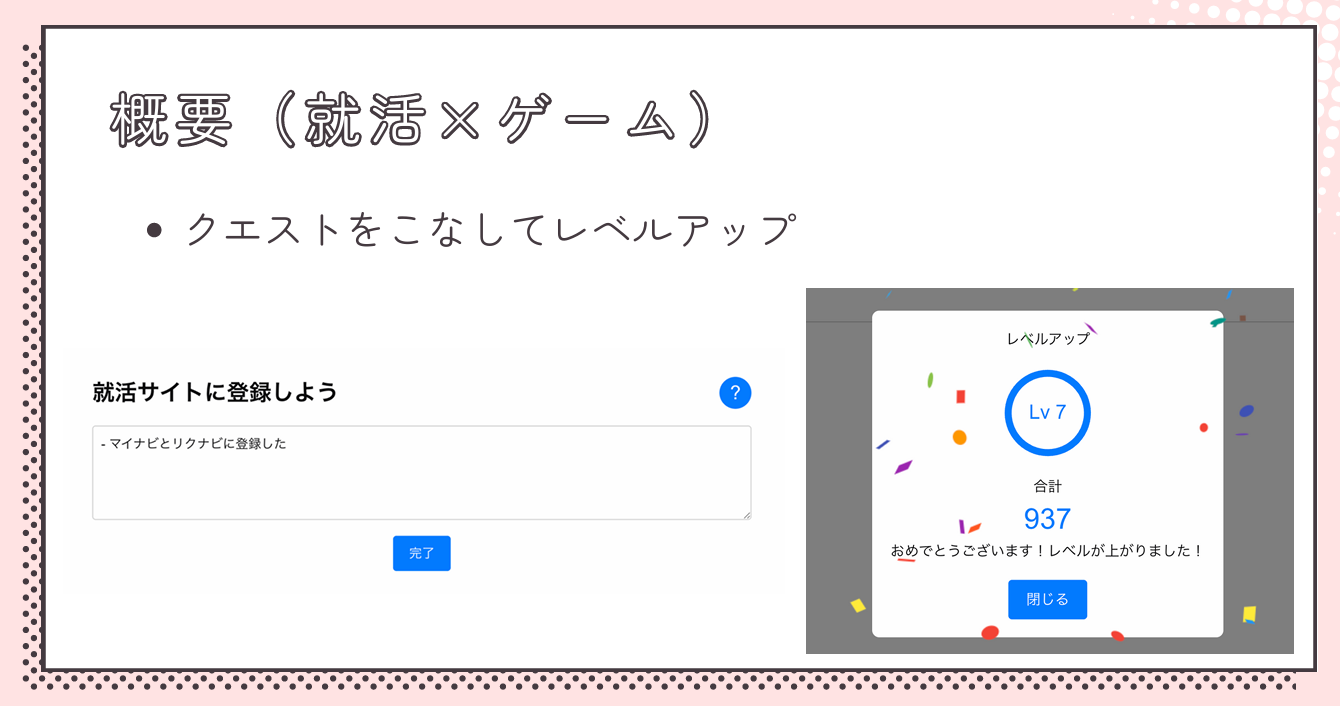 概要（就活×ゲーム）
• クエストをこなしてレベルアップ
就活サイトに登録しよう
?
- マイナビとリクナビに登録した
完了
レベルアップ
Lv 7
合計
937
おめでとうございます！レベルが上がりました！
閉じる